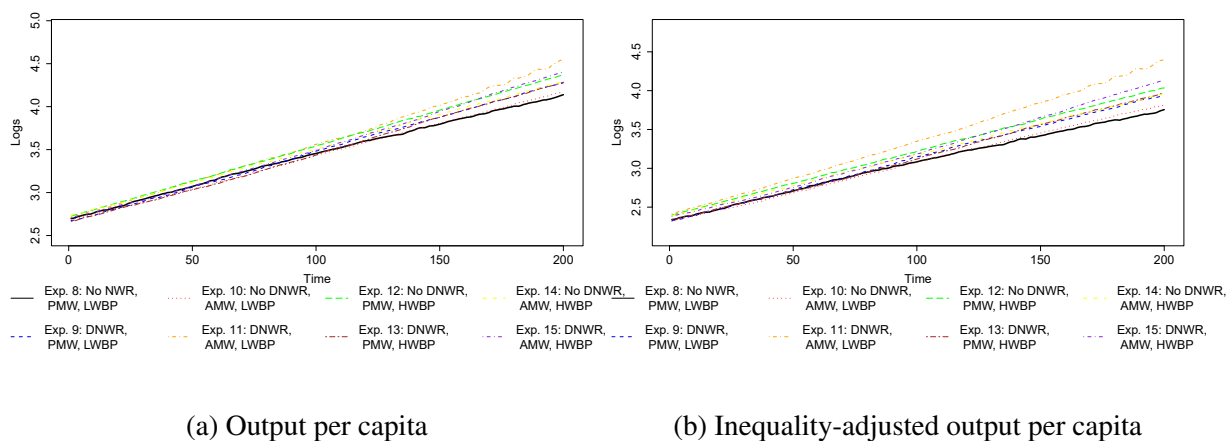 5.0
4.5
4.0
3.5
3.0
2.5
Logs
0 50 100 150 200
Time
4.5
4.0
3.5
3.0
2.5
Logs
0 50 100 150 200
Time
Exp. 8: No NWR,
PMW, LWBP
Exp. 10: No DNWR,
AMW, LWBP
Exp. 12: No DNWR,
PMW, HWBP
Exp. 14: No DNWR,
AMW, HWBP
Exp. 9: DNWR,
PMW, LWBP
Exp. 11: DNWR,
AMW, LWBP
Exp. 13: DNWR,
PMW, HWBP
Exp. 15: DNWR,
AMW, HWBP
Exp. 8: No NWR,
PMW, LWBP
Exp. 10: No DNWR,
AMW, LWBP
Exp. 12: No NWR,
PMW, HWBP
Exp. 14: No DNWR,
AMW, HWBP
Exp. 9: DNWR,
PMW, LWBP
Exp. 11: DNWR,
AMW, LWBP
Exp. 13: DNWR,
PMW, HWBP
Exp. 15: DNWR,
AMW, HWBP
(a) Output per capita
(b) Inequality-adjusted output per capita